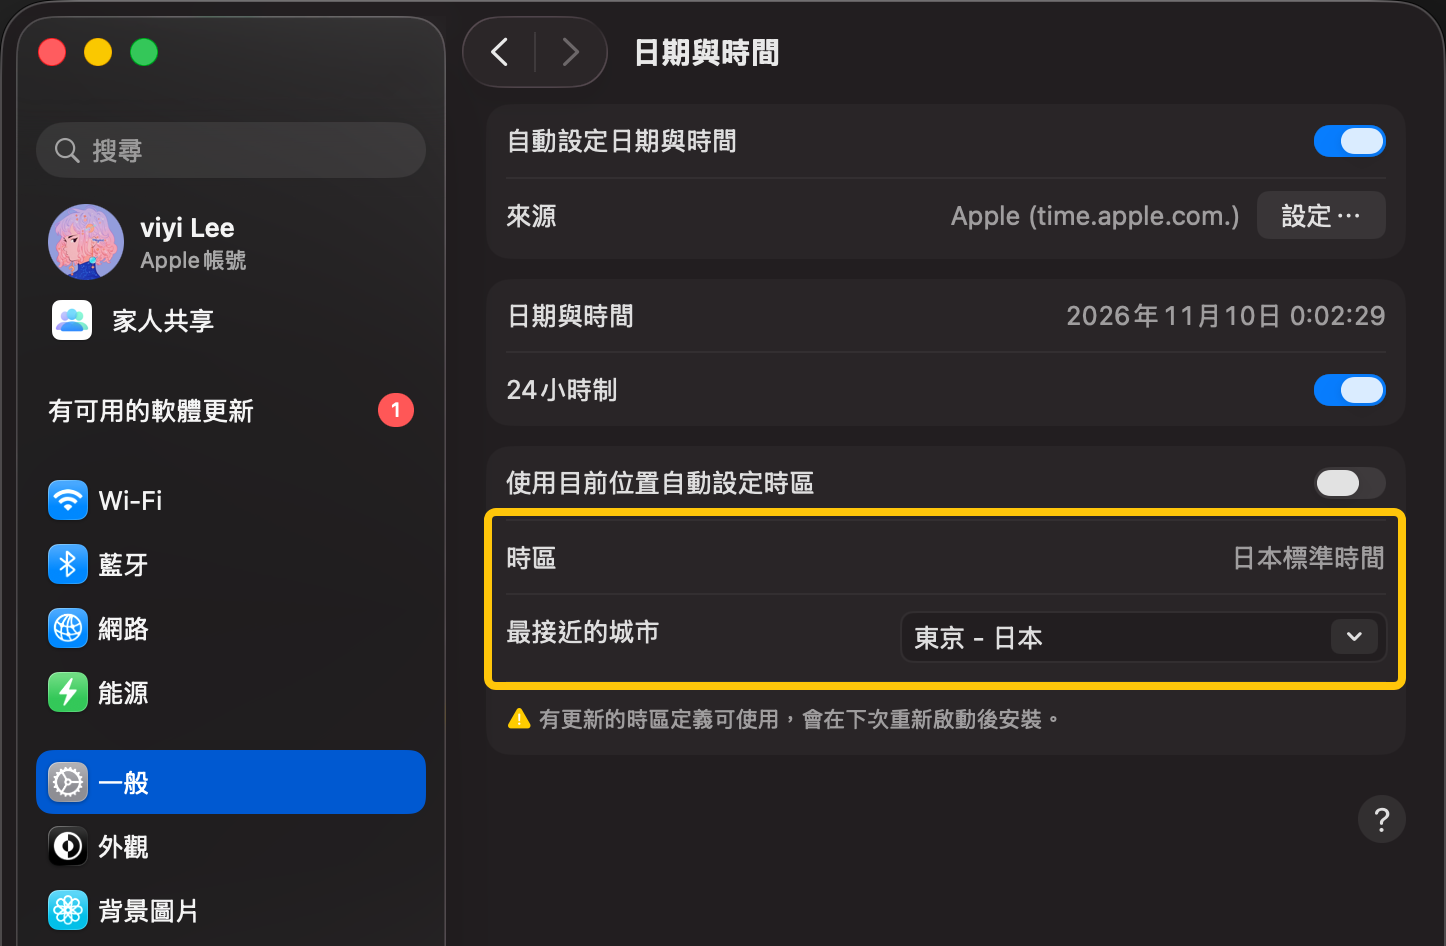 搜尋
viyi Lee
Apple帳號
家人共享
有可用的軟體更新 1
Wi-Fi
藍牙
網路
能源
一般
外觀
背景圖片
日期與時間
自動設定日期與時間
來源 Apple (time.apple.com.) 設定⋯
日期與時間 2026年11月10日 0:02:29
24小時制
使用目前位置自動設定時區
時區 日本標準時間
最接近的城市 東京 - 日本
有更新的時區定義可使用，會在下次重新啟動後安裝。
?